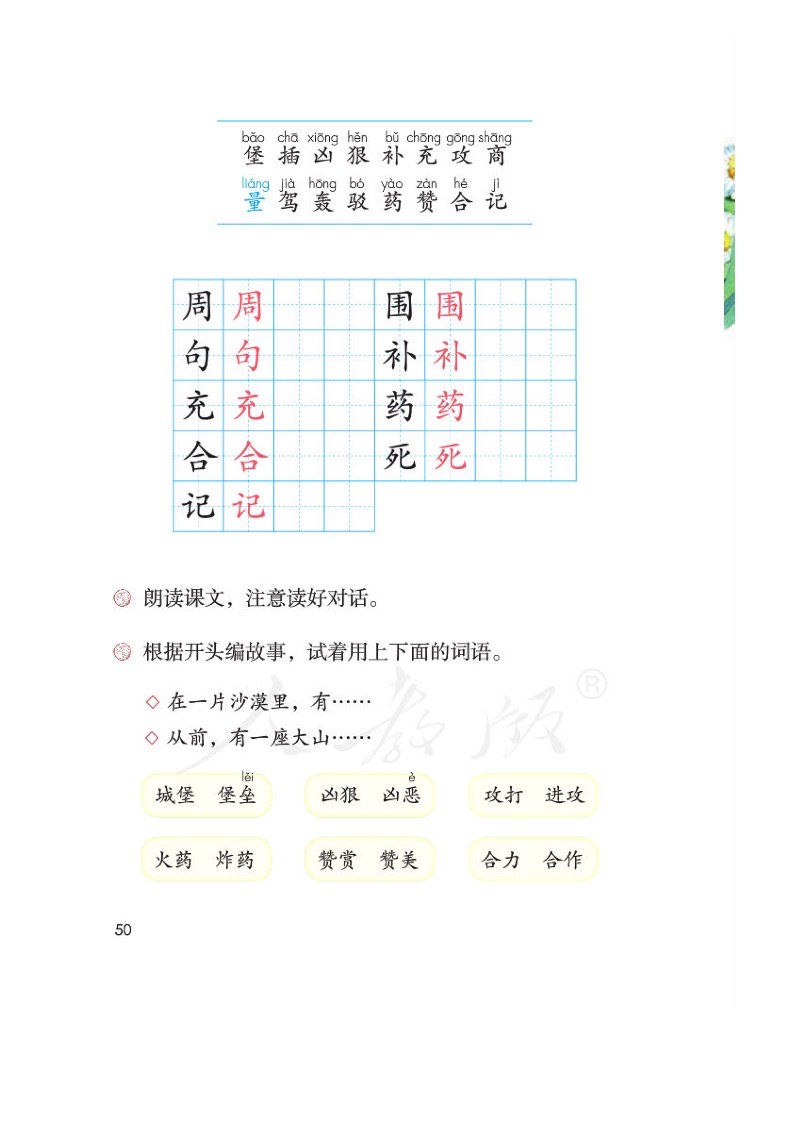 bǎo chā xiōng hěn bǔ chōng gōng shāng
堡 插 凶 狠 补 充 攻 商
liáng jià hōng bó yào zàn hé jì
量 驾 轰 驳 药 赞 合 记
周 周 围 围
句 句 补 补
充 充 药 药
合 合 死 死
记 记
朗读课文，注意读好对话。
根据开头编故事，试着用上下面的词语。
◇ 在一片沙漠里，有……
◇ 从前，有一座大山……
人教版®
lěi è
城堡 堡垒 凶狠 凶恶 攻打 进攻
火药 炸药 赞赏 赞美 合力 合作
50